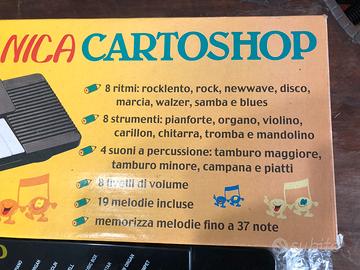 NICA CARTOSHOP
8 ritmi: rocklento, rock, newwave, disco,
marcia, walzer, samba e blues
8 strumenti: pianforte, organo, violino,
carillon, chitarra, tromba e mandolino
4 suoni a percussione: tamburo maggiore,
tamburo minore, campana e piatti
8 livelli di volume
19 melodie incluse
memorizza melodie fino a 37 note
subito